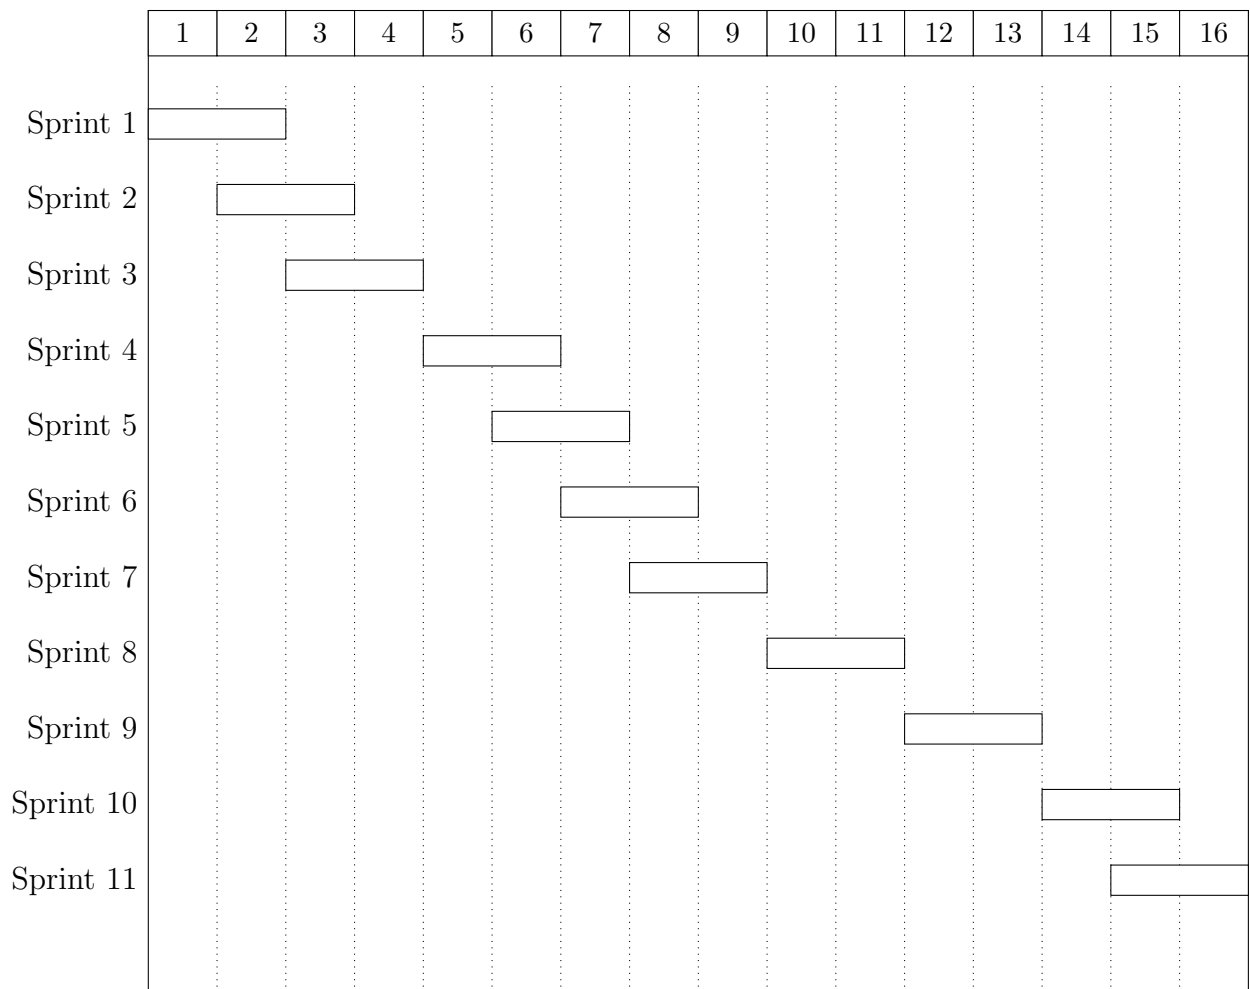 1 2 3 4 5 6 7 8 9 10 11 12 13 14 15 16
Sprint 1
Sprint 2
Sprint 3
Sprint 4
Sprint 5
Sprint 6
Sprint 7
Sprint 8
Sprint 9
Sprint 10
Sprint 11